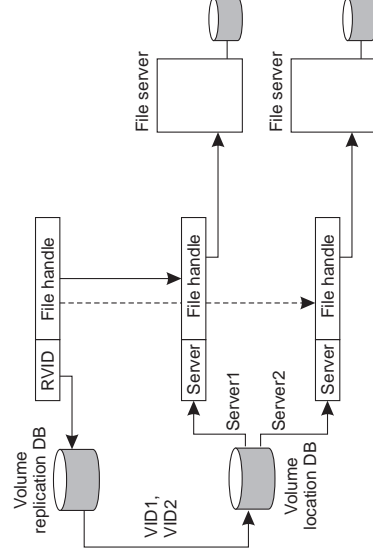 Volume
replication DB
RVID
File handle
VID1,
VID2
Volume
location DB
Server1
Server2
Server
File handle
Server
File handle
File server
File server